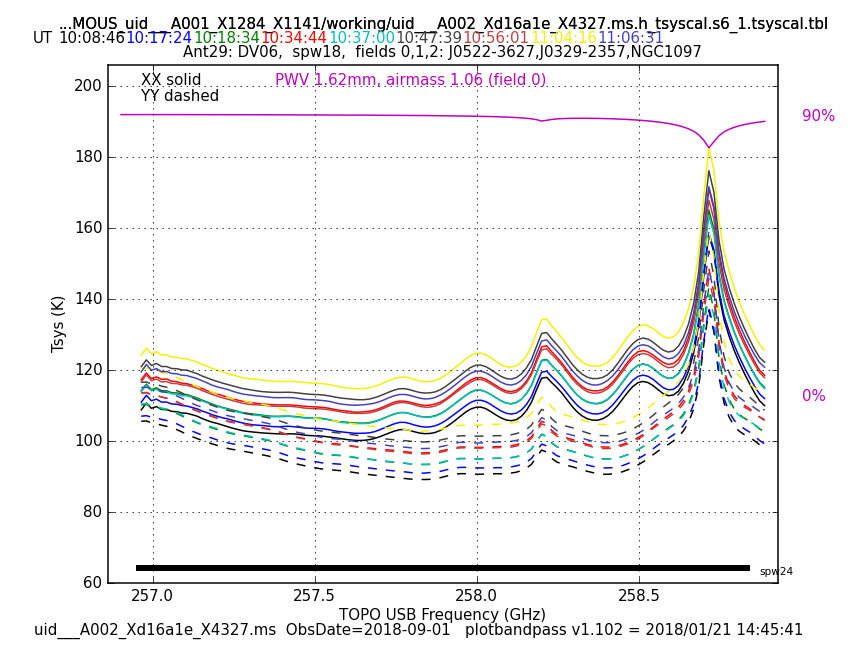 ...MOUS_uid___A001_X1284_X1141/working/uid___A002_Xd16a1e_X4327.ms.h_tsyscal.s6_1.tsyscal.tbl
UT 10:08:46 10:17:24 10:18:34 10:34:44 10:37:00 10:47:39 10:56:01 11:04:16 11:06:31
Ant29: DV06, spw18, fields 0,1,2: J0522-3627,J0329-2357,NGC1097
XX solid
PWV 1.62mm, airmass 1.06 (field 0)
YY dashed
200
180
160
140
120
100
80
60
Tsys (K)
90%
0%
spw24
257.0 257.5 258.0 258.5
TOPO USB Frequency (GHz)
uid___A002_Xd16a1e_X4327.ms ObsDate=2018-09-01 plotbandpass v1.102 = 2018/01/21 14:45:41